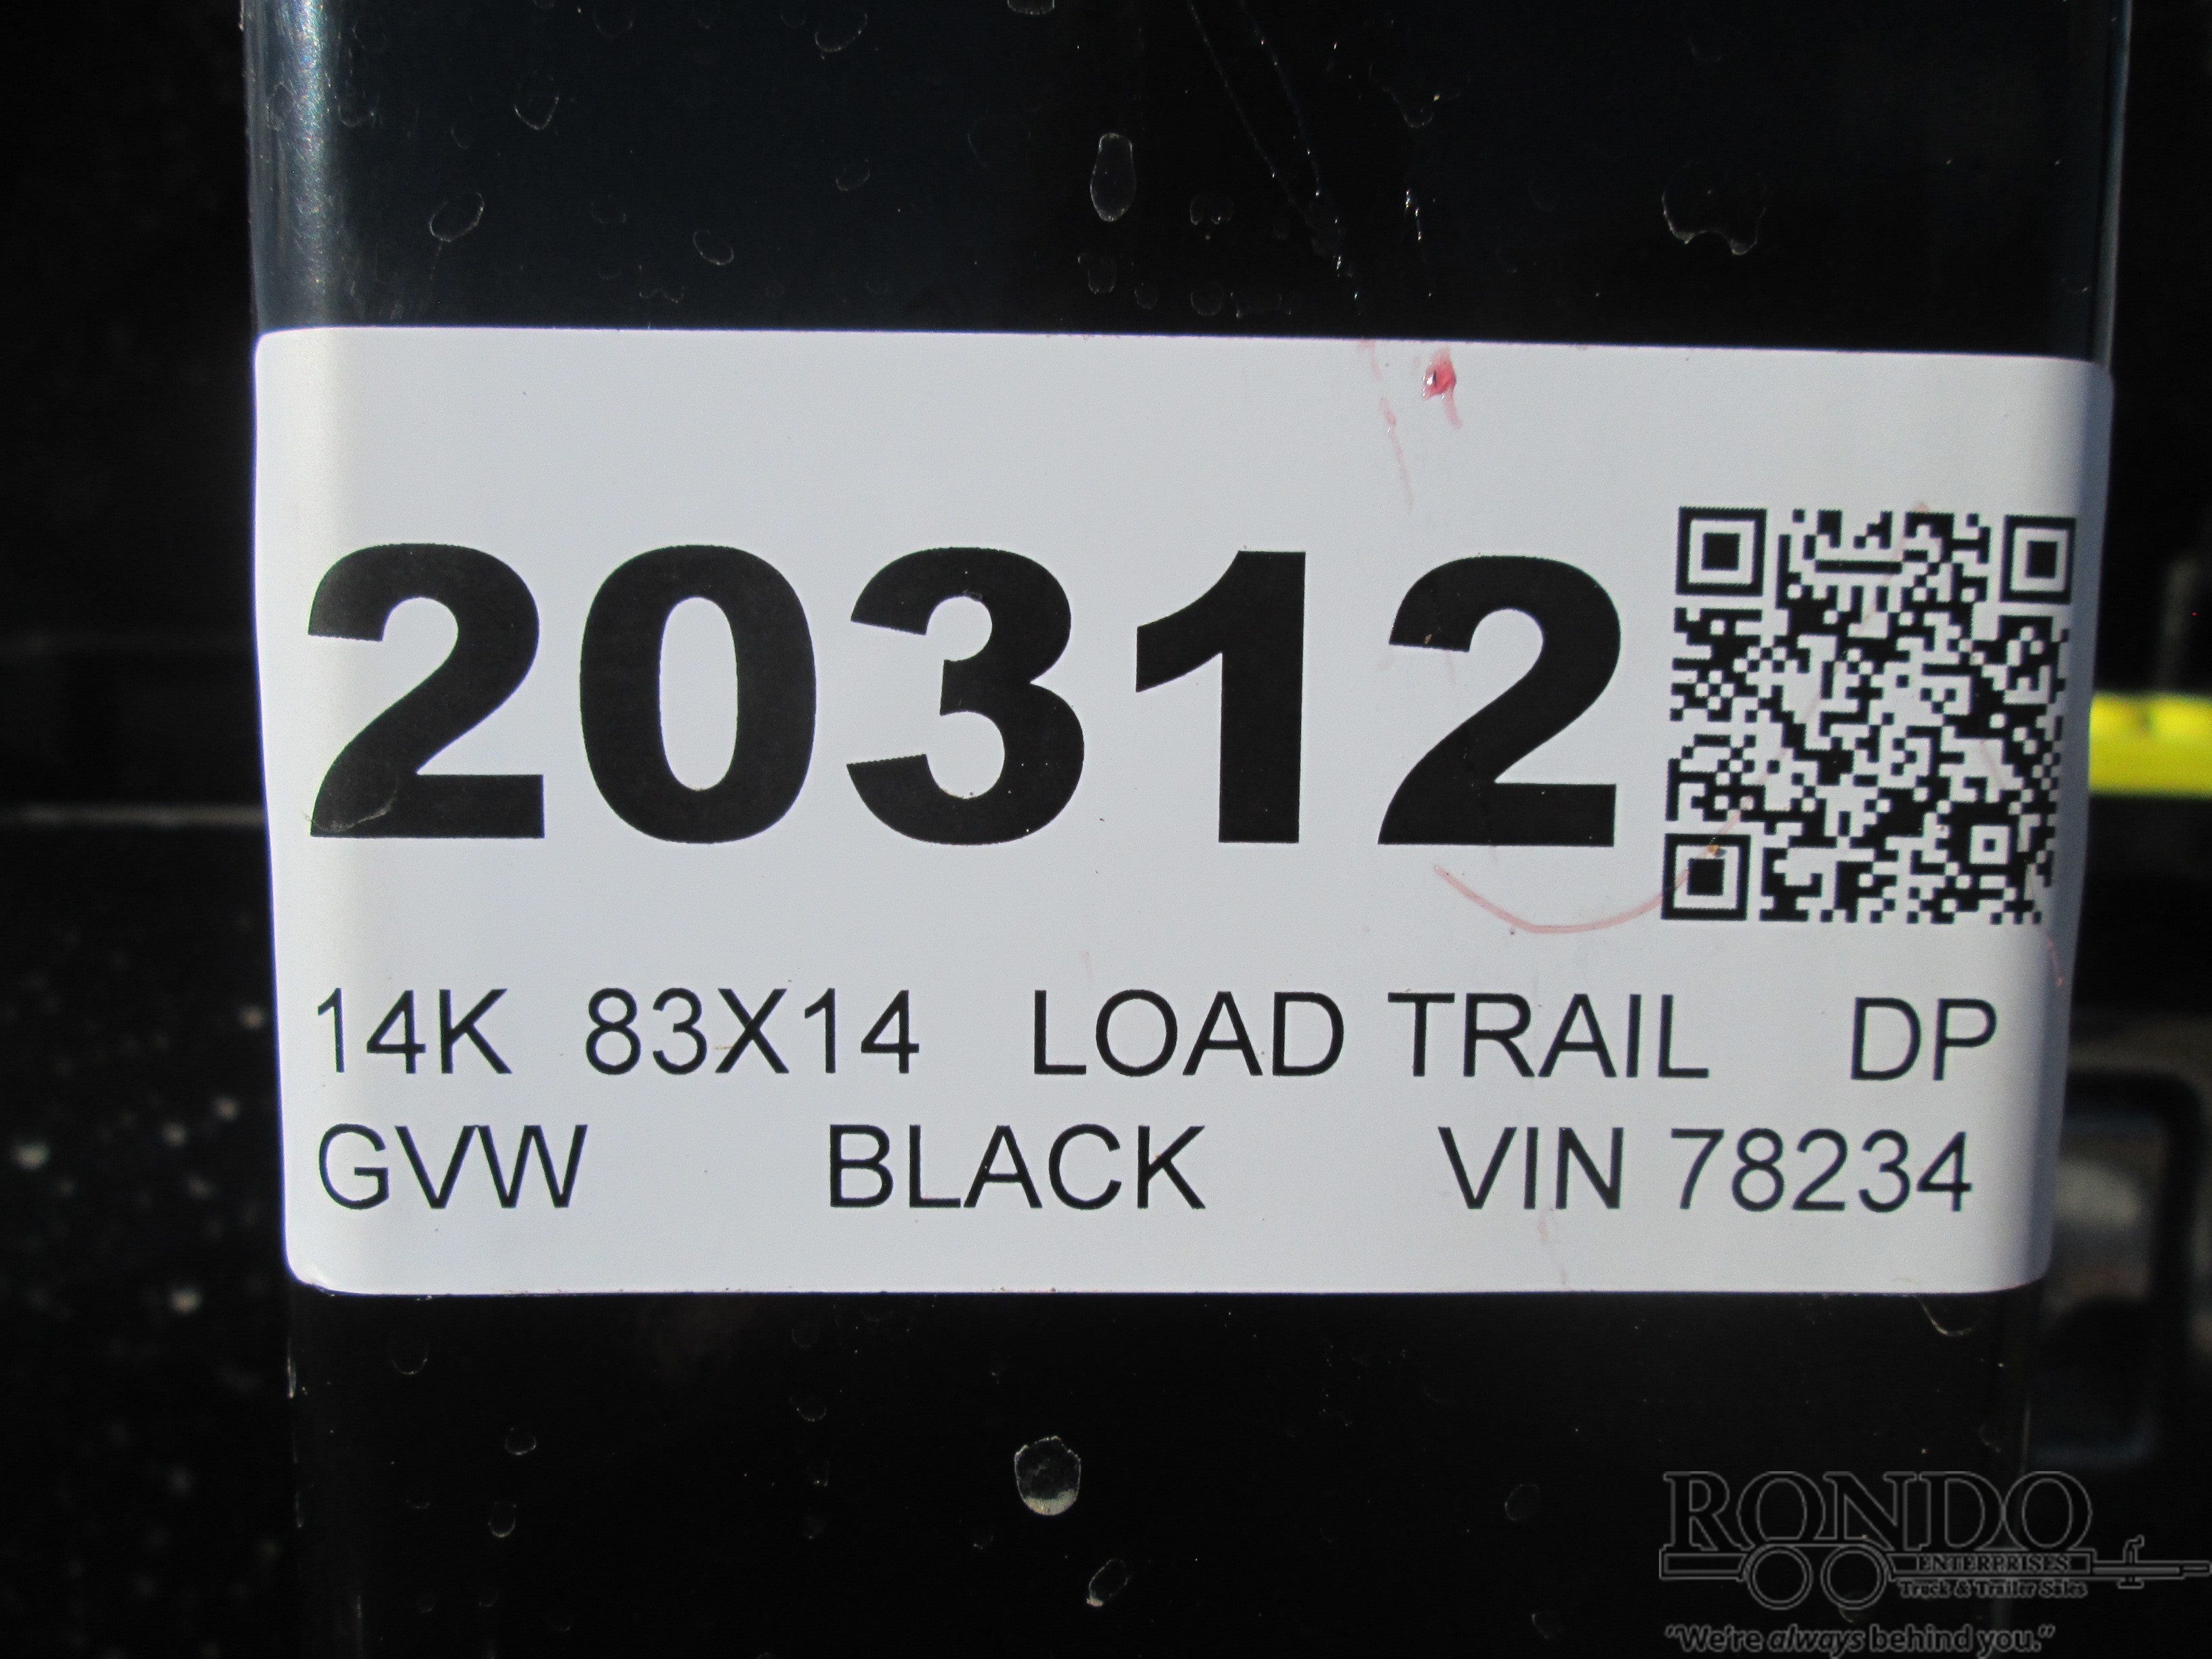 20312
14K 83X14 LOAD TRAIL DP
GVW BLACK VIN 78234
RONDO
ENTERPRISES
Truck & Trailer Sales
"We're always behind you."